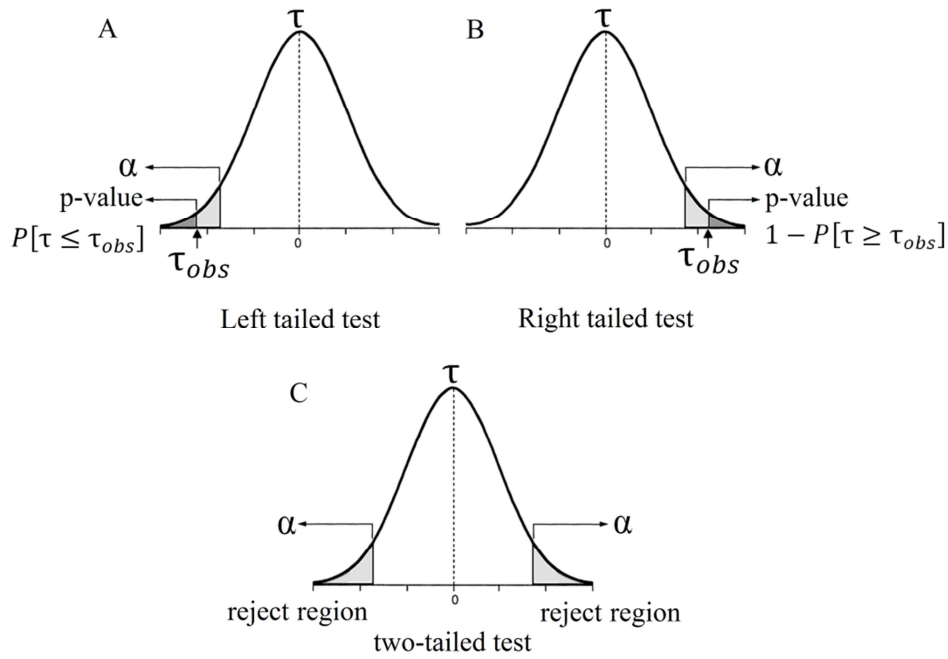 A
τ
α
p-value
P[τ ≤ τ_obs]
0
τ_obs
Left tailed test
B
τ
α
p-value
1 − P[τ ≥ τ_obs]
0
τ_obs
Right tailed test
C
τ
α
α
0
reject region
reject region
two-tailed test